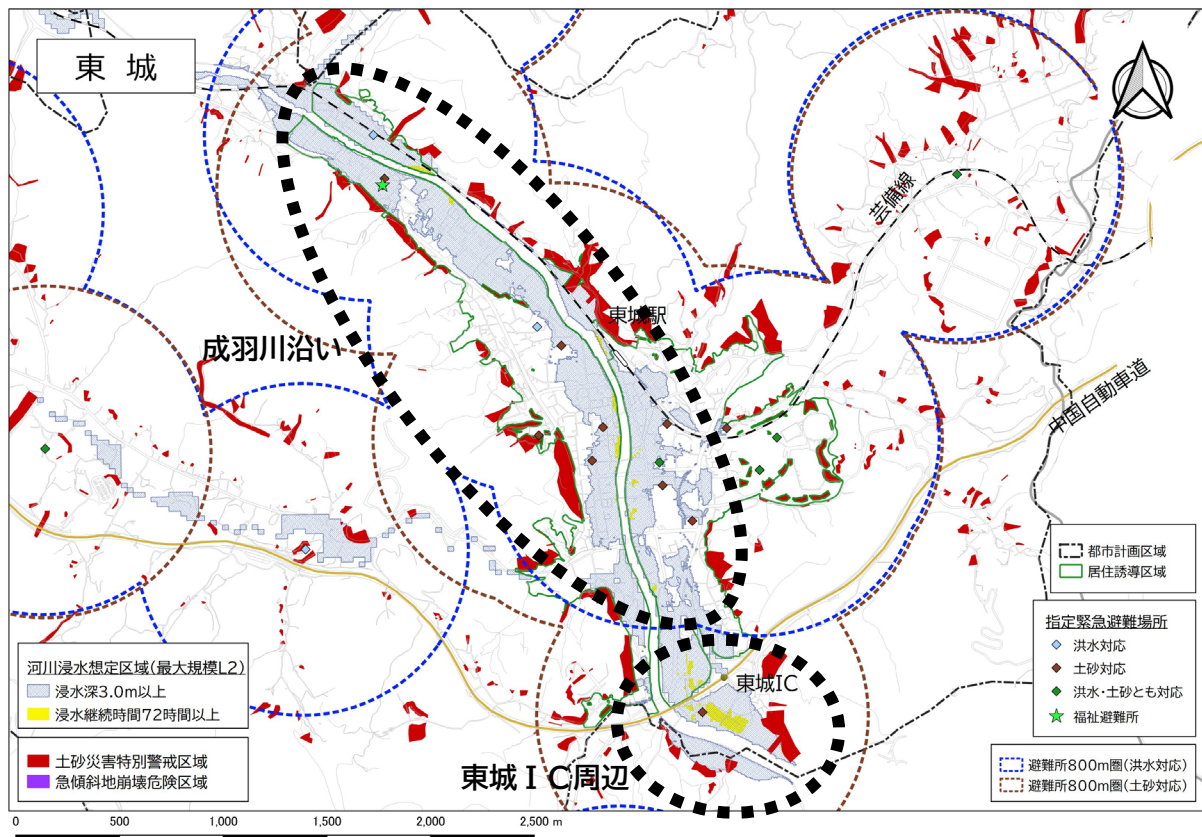 東城
芸備線
東城駅
成羽川沿い
中国自動車道
都市計画区域
居住誘導区域
指定緊急避難場所
洪水対応
土砂対応
洪水・土砂とも対応
福祉避難所
河川浸水想定区域(最大規模L2)
浸水深3.0m以上
浸水継続時間72時間以上
東城IC
土砂災害特別警戒区域
急傾斜地崩壊危険区域
東城IC周辺
避難所800m圏(洪水対応)
避難所800m圏(土砂対応)
0 500 1,000 1,500 2,000 2,500 m